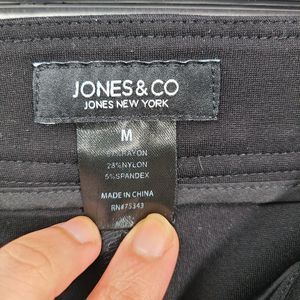 JONES & CO
JONES NEW YORK
M
RAYON
28%NYLON
5%SPANDEX
MADE IN CHINA
RN#75343